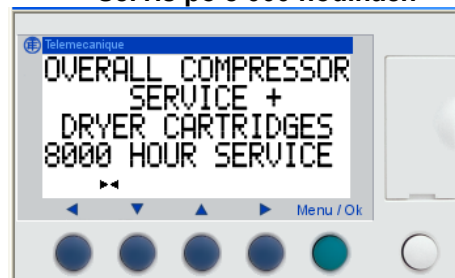 Telemecanique
OVERALL COMPRESSOR
SERVICE +
DRYER CARTRIDGES
8000 HOUR SERVICE
Menu / Ok